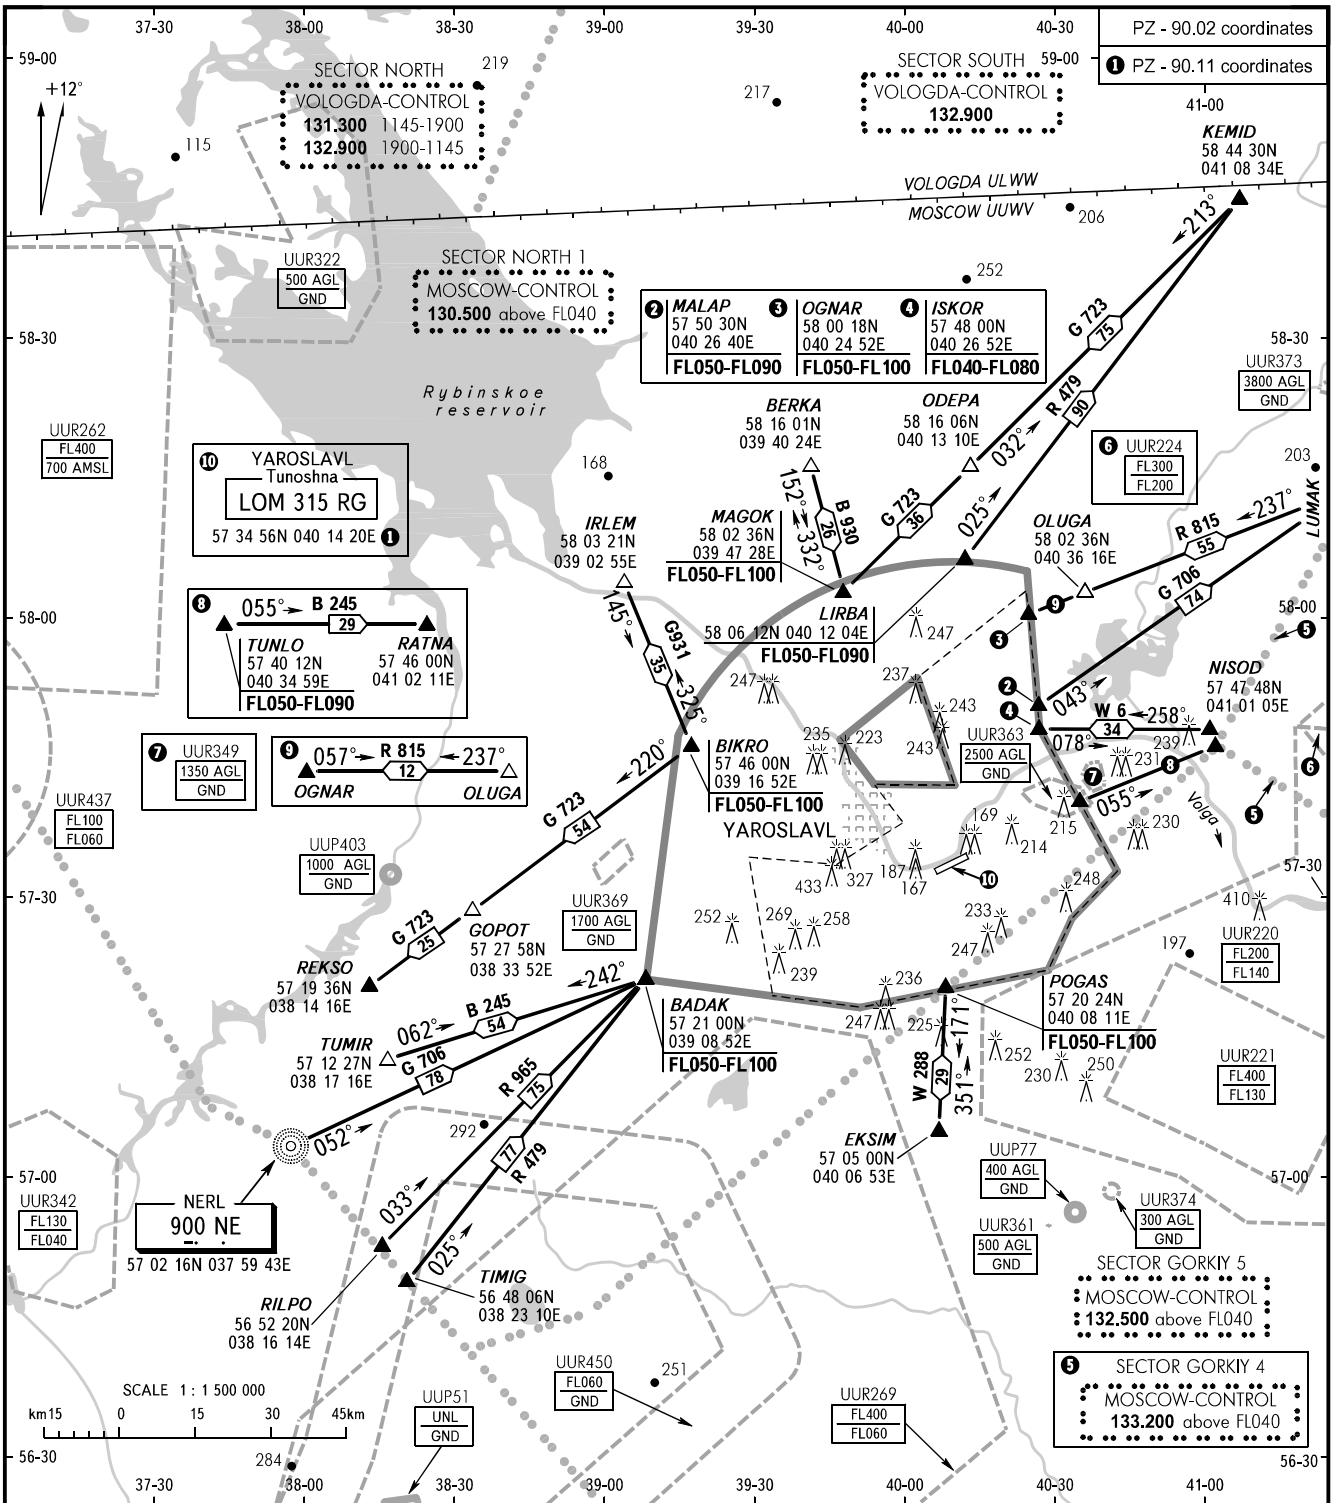 37-30 38-00 38-30 39-00 39-30 40-00 40-30
PZ - 90.02 coordinates
1 PZ - 90.11 coordinates
59-00
59-00
41-00
+12°
115
219
217
SECTOR NORTH
VOLOGDA-CONTROL
131.300 1145-1900
132.900 1900-1145
SECTOR SOUTH
VOLOGDA-CONTROL
132.900
KEMID
58 44 30N
041 08 34E
VOLOGDA ULWW
MOSCOW UUWV
206
213°
252
UUR322
500 AGL
GND
SECTOR NORTH 1
MOSCOW-CONTROL
130.500 above FL040
2 MALAP
57 50 30N
040 26 40E
FL050-FL090
3 OGNAR
58 00 18N
040 24 52E
FL050-FL100
4 ISKOR
57 48 00N
040 26 52E
FL040-FL080
G 723
75
R 479
90
58-30
58-30
UUR373
3800 AGL
GND
Rybinskoe
reservoir
UUR262
FL400
700 AMSL
10 YAROSLAVL
Tunoshna
LOM 315 RG
57 34 56N 040 14 20E 1
168
BERKA
58 16 01N
039 40 24E
ODEPA
58 16 06N
040 13 10E
032°
025°
6 UUR224
FL300
FL200
203
LUMAK
237°
R 815
55
G 706
74
OLUGA
58 02 36N
040 36 16E
152°
332°
B 930
26
G 723
36
MAGOK
58 02 36N
039 47 28E
FL050-FL100
IRLEM
58 03 21N
039 02 55E
145°
G931
35
325°
LIRBA
58 06 12N 040 12 04E
FL050-FL090
247
9
3
58-00
58-00
5
8 055° B 245
29
TUNLO
57 40 12N
040 34 59E
FL050-FL090
RATNA
57 46 00N
041 02 11E
247
237
243
243
235
223
2
4
043°
NISOD
57 47 48N
041 01 05E
W 6
34
258°
078°
239
231
7
8
055°
6
5
Volga
UUR363
2500 AGL
GND
215
230
7 UUR349
1350 AGL
GND
9 057° R 815 237°
12
OGNAR
OLUGA
220°
BIKRO
57 46 00N
039 16 52E
FL050-FL100
YAROSLAVL
G 723
54
UUR437
FL100
FL060
UUP403
1000 AGL
GND
169
214
433
327
187
167
10
248
57-30
57-30
410
UUR369
1700 AGL
GND
G 723
25
GOPOT
57 27 58N
038 33 52E
REKSO
57 19 36N
038 14 16E
252
269
258
239
233
247
197
UUR220
FL200
FL140
242°
B 245
54
062°
TUMIR
57 12 27N
038 17 16E
BADAK
57 21 00N
039 08 52E
FL050-FL100
236
247
225
POGAS
57 20 24N
040 08 11E
FL050-FL100
171°
W 288
29
351°
252
230
250
UUR221
FL400
FL130
G 706
78
R 965
75
052°
292
77
R 479
EKSIM
57 05 00N
040 06 53E
57-00
57-00
UUP77
400 AGL
GND
UUR374
300 AGL
GND
UUR361
500 AGL
GND
UUR342
FL130
FL040
NERL
900 NE
57 02 16N 037 59 43E
033°
025°
RILPO
56 52 20N
038 16 14E
TIMIG
56 48 06N
038 23 10E
SECTOR GORKIY 5
MOSCOW-CONTROL
132.500 above FL040
5 SECTOR GORKIY 4
MOSCOW-CONTROL
133.200 above FL040
SCALE 1 : 1 500 000
km15 0 15 30 45km
UUP51
UNL
GND
UUR450
FL060
GND
251
UUR269
FL400
FL060
284
56-30
56-30
37-30 38-00 38-30 39-00 39-30 40-00 40-30 41-00